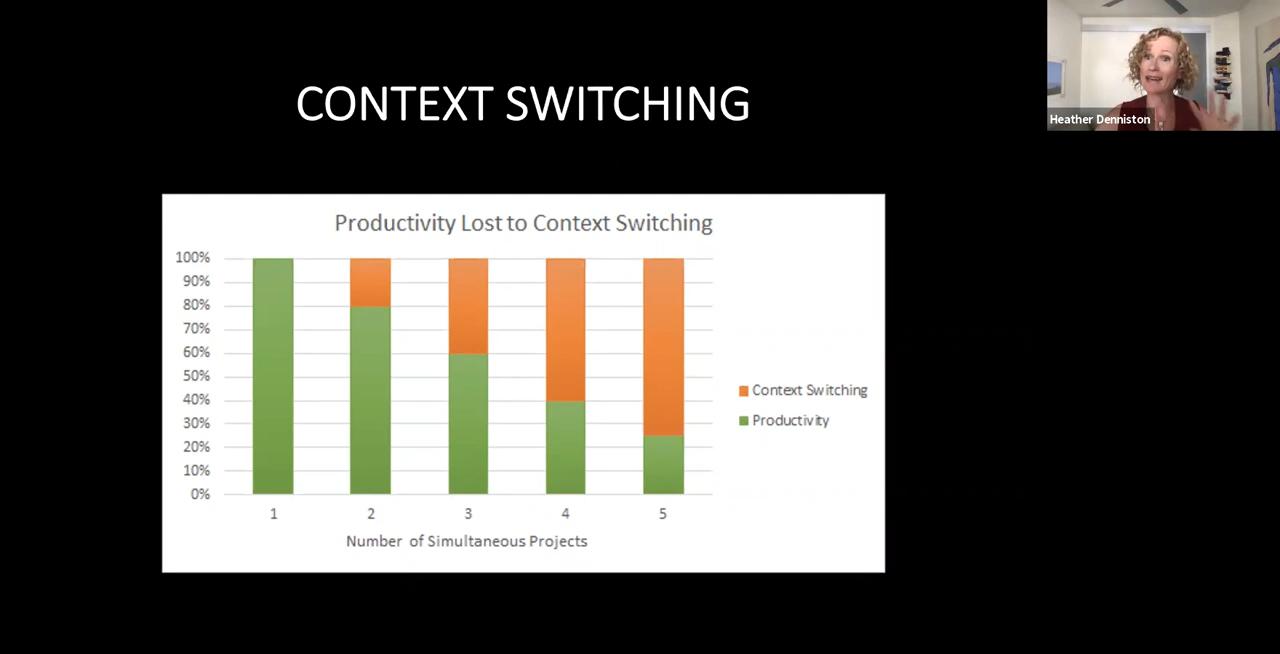 CONTEXT SWITCHING
Heather Denniston
Productivity Lost to Context Switching
100%
90%
80%
70%
60%
50%
40%
30%
20%
10%
0%
1 2 3 4 5
Number of Simultaneous Projects
Context Switching
Productivity